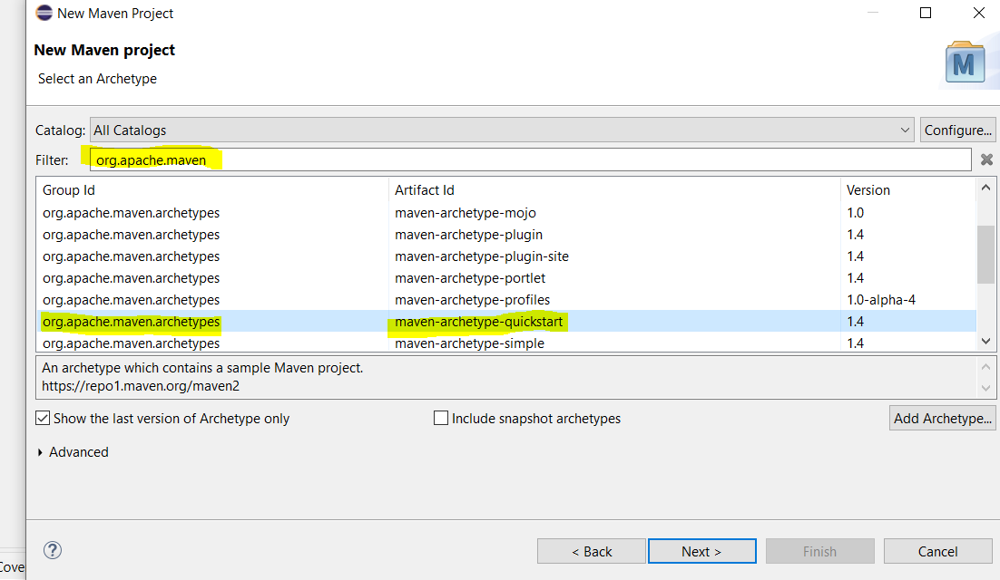 New Maven Project
New Maven project
Select an Archetype
M
Catalog: All Catalogs Configure...
Filter: org.apache.maven
Group Id Artifact Id Version
org.apache.maven.archetypes maven-archetype-mojo 1.0
org.apache.maven.archetypes maven-archetype-plugin 1.4
org.apache.maven.archetypes maven-archetype-plugin-site 1.4
org.apache.maven.archetypes maven-archetype-portlet 1.4
org.apache.maven.archetypes maven-archetype-profiles 1.0-alpha-4
org.apache.maven.archetypes maven-archetype-quickstart 1.4
org.apache.maven.archetypes maven-archetype-simple 1.4
An archetype which contains a sample Maven project.
https://repo1.maven.org/maven2
Show the last version of Archetype only Include snapshot archetypes Add Archetype...
Advanced
? < Back Next > Finish Cancel
Cove